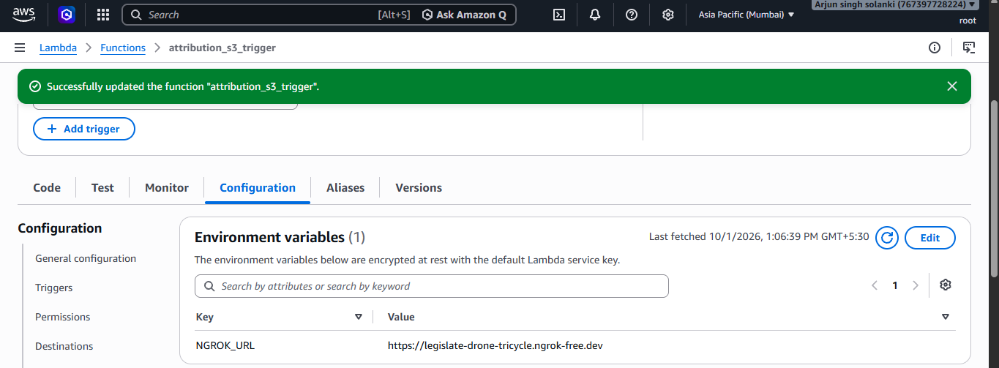 aws Search [Alt+S] Ask Amazon Q Asia Pacific (Mumbai) Arjun singh solanki (767397728224)
root
Lambda Functions attribution_s3_trigger
Successfully updated the function "attribution_s3_trigger".
Add trigger
Code Test Monitor Configuration Aliases Versions
Configuration
General configuration
Triggers
Permissions
Destinations
Environment variables (1)
Last fetched 10/1/2026, 1:06:39 PM GMT+5:30
Edit
The environment variables below are encrypted at rest with the default Lambda service key.
Search by attributes or search by keyword
1
Key Value
NGROK_URL https://legislate-drone-tricycle.ngrok-free.dev